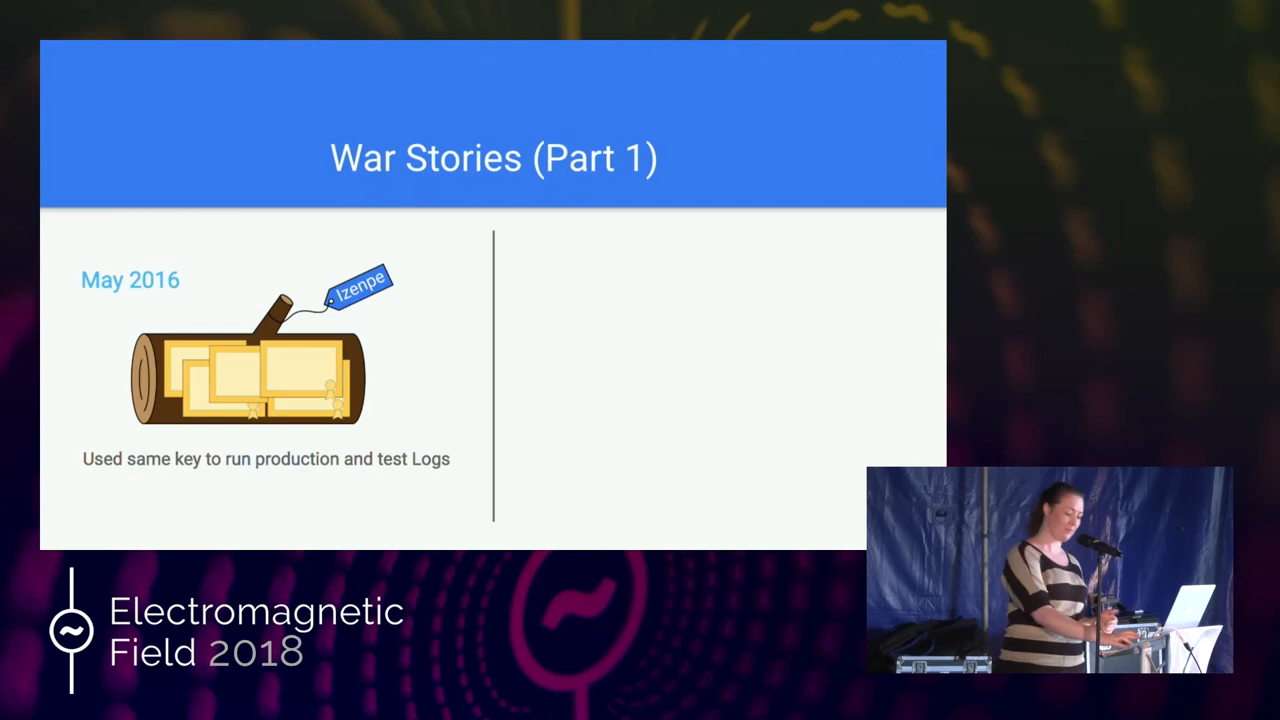 War Stories (Part 1)
May 2016
Izenpe
Used same key to run production and test Logs
Electromagnetic
Field 2018